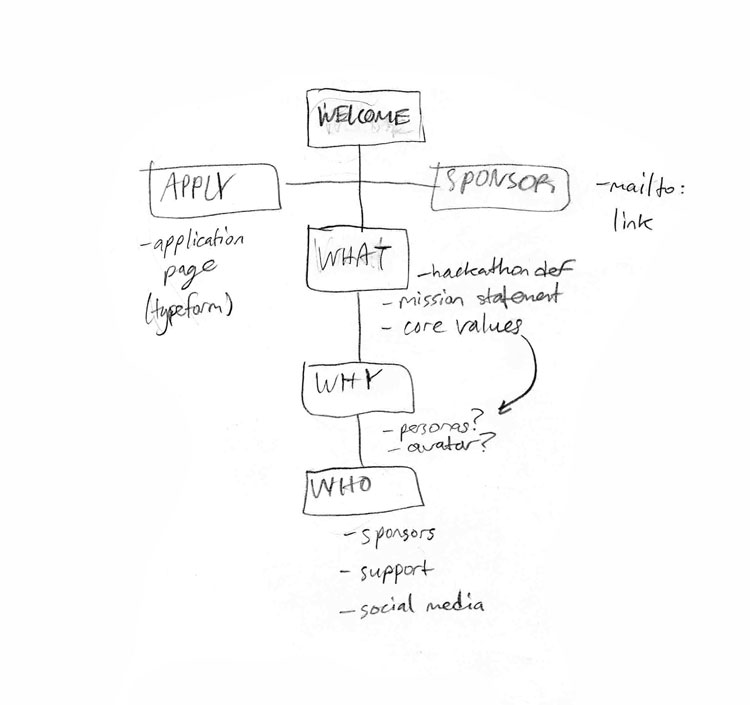 WELCOME
APPLY
SPONSOR
-mailto:
link
-application
page
(typeform)
WHAT
-hackathon def
- mission statement
- core values
WHY
- personas?
- avatar?
WHO
- sponsors
- support
- social media